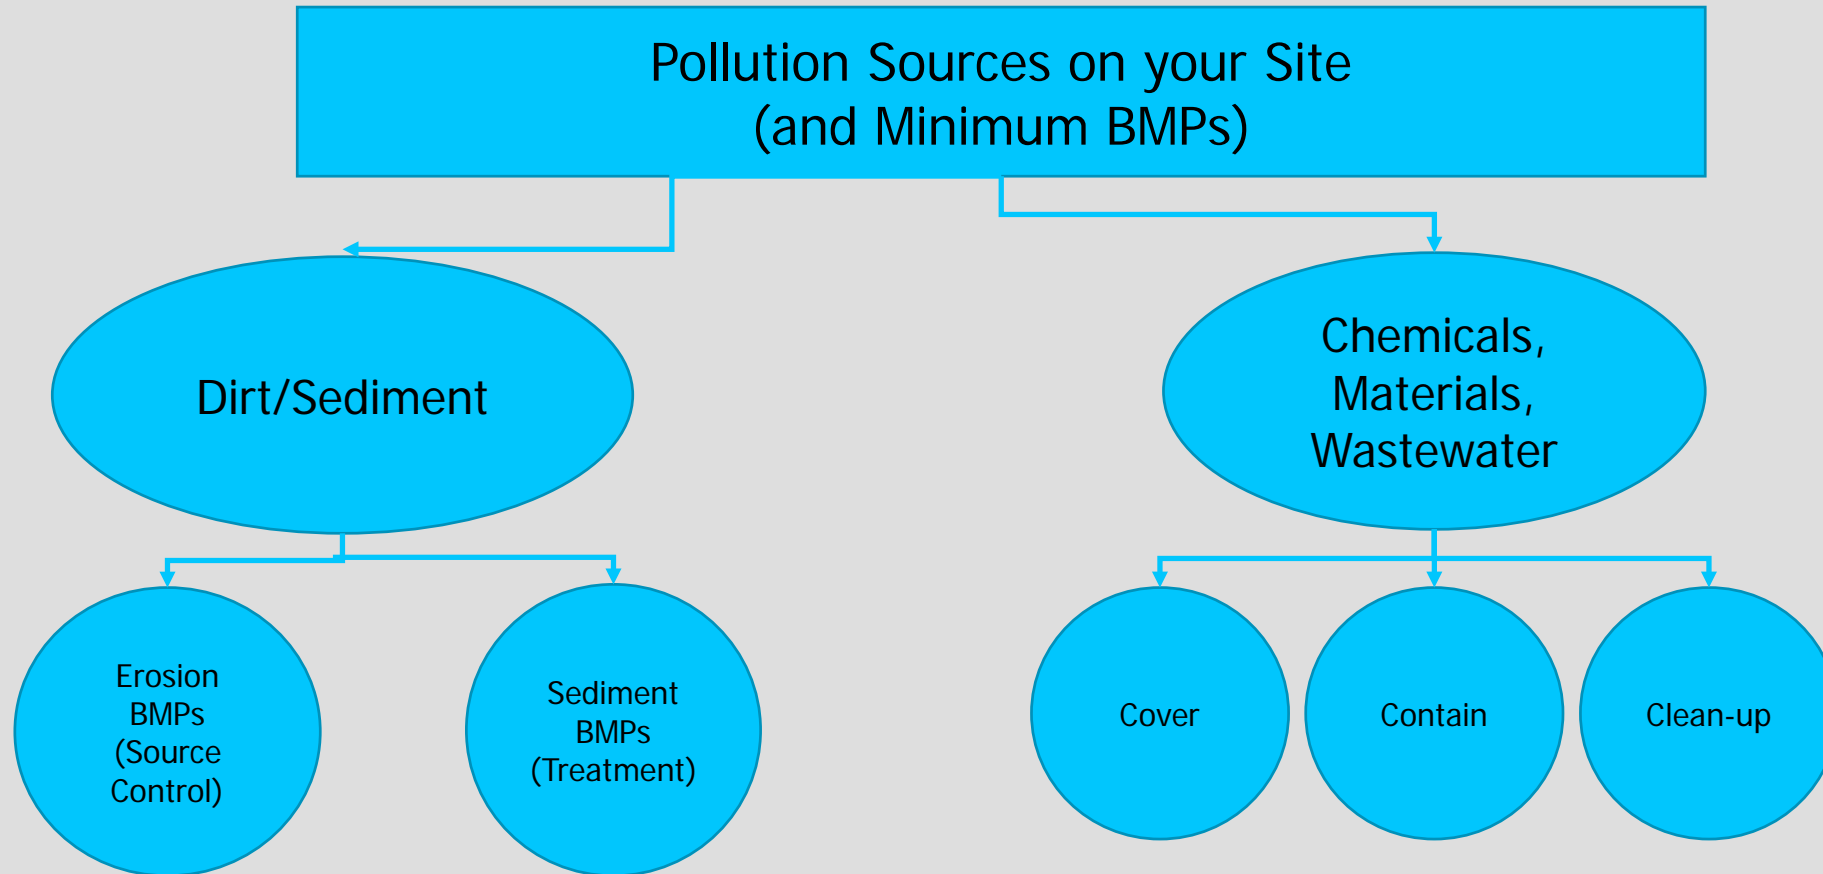 Pollution Sources on your Site
(and Minimum BMPs)
Dirt/Sediment
Chemicals,
Materials,
Wastewater
Erosion
BMPs
(Source
Control)
Sediment
BMPs
(Treatment)
Cover
Contain
Clean-up